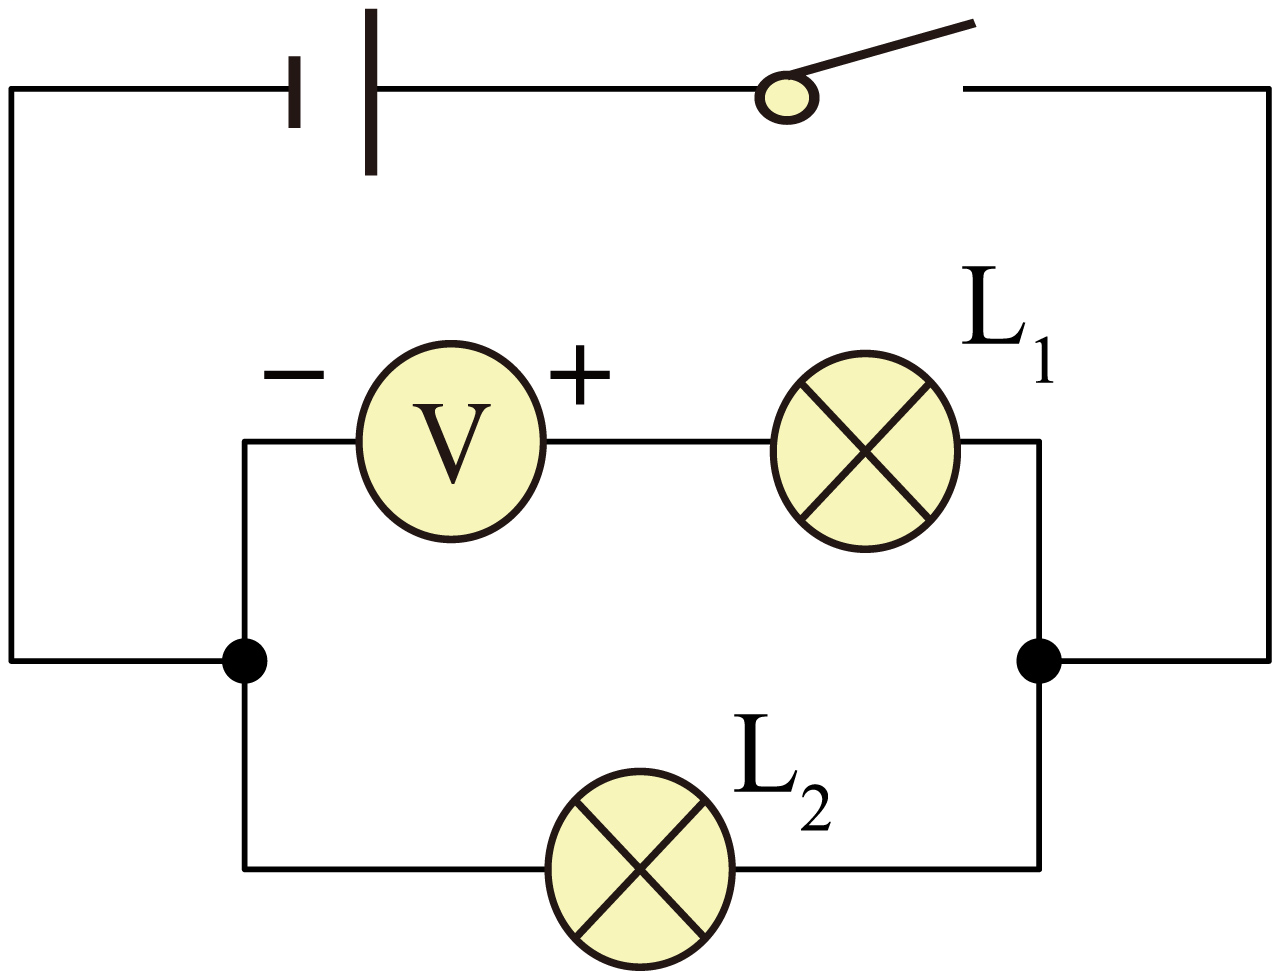 L₁
− V +
L₂